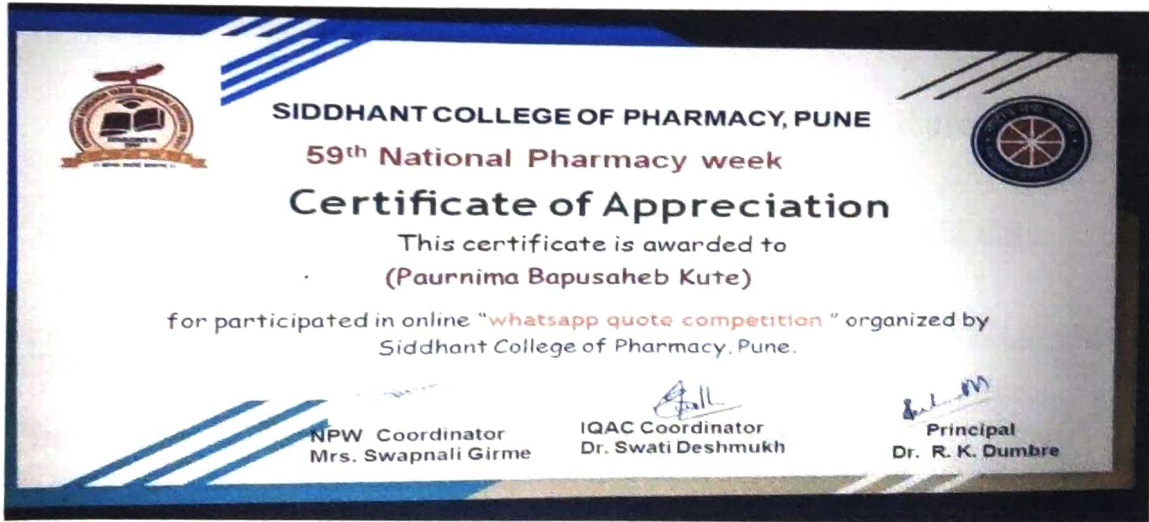 SIDDHANT COLLEGE OF PHARMACY, PUNE
59th National Pharmacy week
Certificate of Appreciation
This certificate is awarded to
(Paurnima Bapusaheb Kute)
for participated in online "whatsapp quote competition " organized by
Siddhant College of Pharmacy, Pune.
NPW Coordinator
Mrs. Swapnali Girme
IQAC Coordinator
Dr. Swati Deshmukh
Principal
Dr. R. K. Dumbre